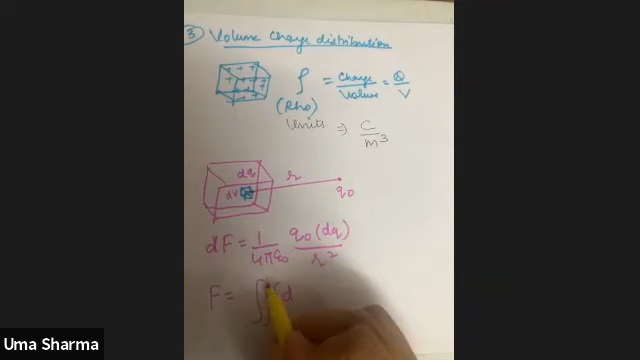 3 Volume charge distribution
ρ = Charge/Volume = Q/V
(Rho)
Units ⇒ C/m³
dq
dv
r
q₀
dF = 1/4πε₀ q₀(dq)/r²
F = ∫ d
Uma Sharma